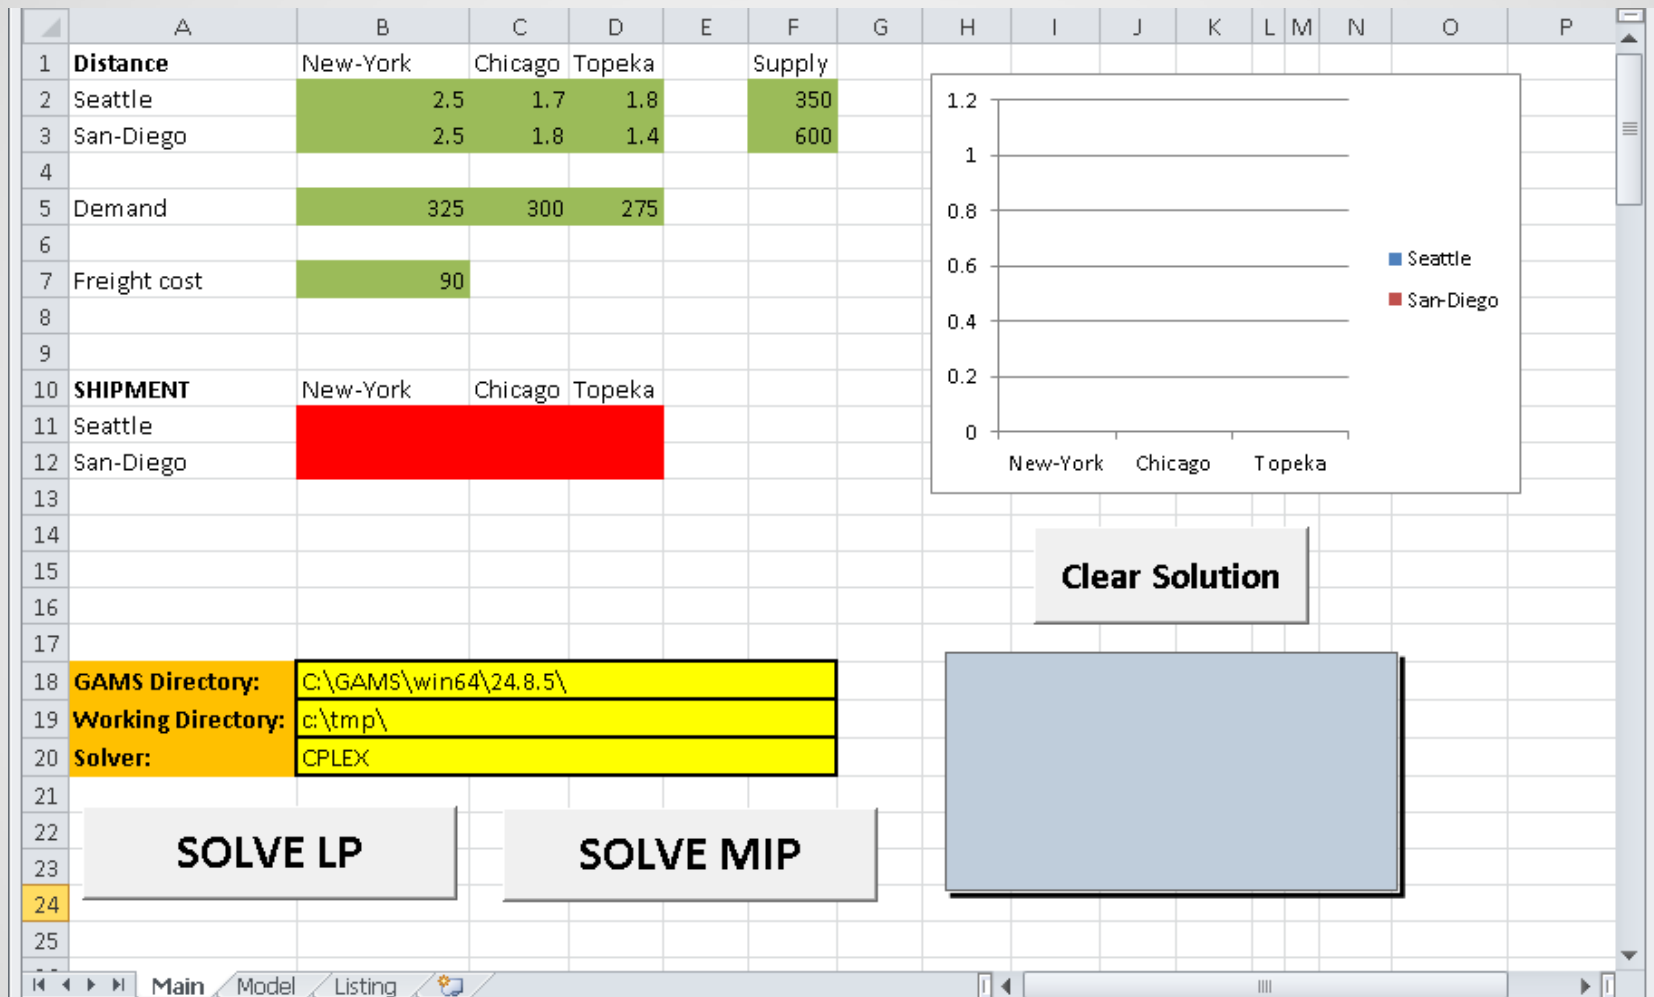 A B C D E F G H I J K L M N O P
1 Distance New-York Chicago Topeka Supply
2 Seattle 2.5 1.7 1.8 350
3 San-Diego 2.5 1.8 1.4 600
4
5 Demand 325 300 275
6
7 Freight cost 90
8
9
10 SHIPMENT New-York Chicago Topeka
11 Seattle
12 San-Diego
13
14
15
16
17
18 GAMS Directory: C:\GAMS\win64\24.8.5\
19 Working Directory: c:\tmp\
20 Solver: CPLEX
21
22
23
24
25
SOLVE LP SOLVE MIP
1.2
1
0.8
0.6
0.4
0.2
0
New-York Chicago Topeka
Seattle
San-Diego
Clear Solution
Main Model Listing